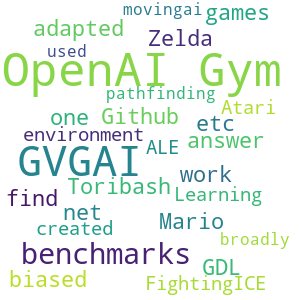 movingai games
adapted
used Zelda
OpenAI Gym
pathfinding
Atari
one Github etc
environment ALE answer
GVGAI work
Toribash
find Learning
net Mario
created
benchmarks broadly
GDL
biased FightingICE